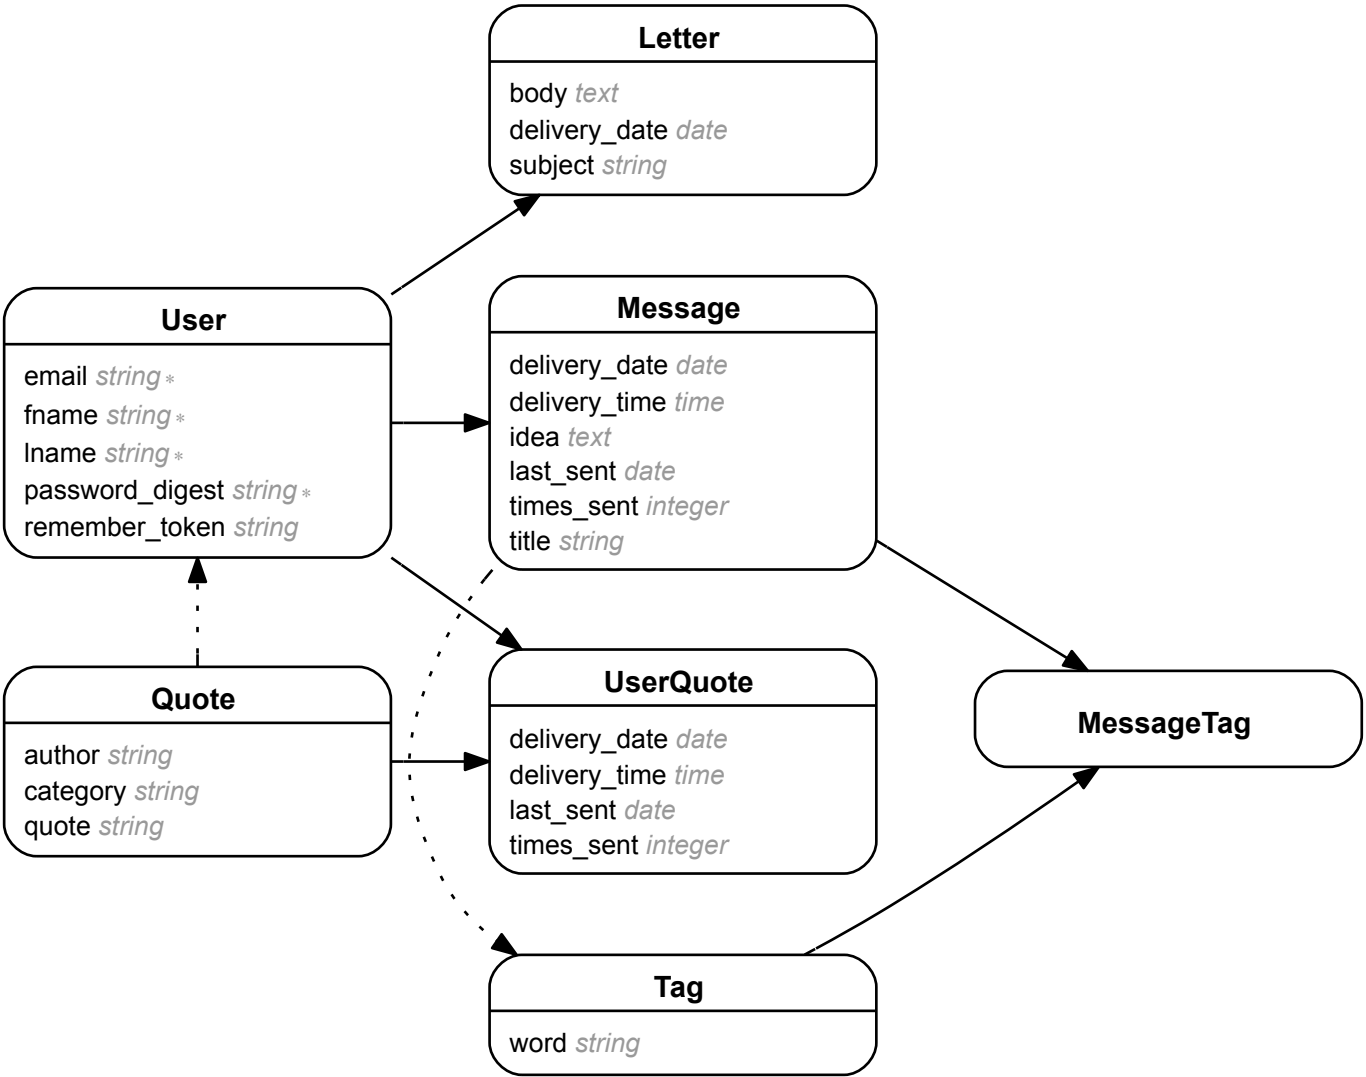 Letter
body text
delivery_date date
subject string
User
email string*
fname string*
lname string*
password_digest string*
remember_token string
Message
delivery_date date
delivery_time time
idea text
last_sent date
times_sent integer
title string
Quote
author string
category string
quote string
UserQuote
delivery_date date
delivery_time time
last_sent date
times_sent integer
MessageTag
Tag
word string